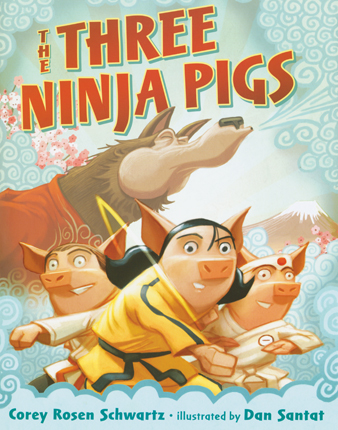 THE THREE
NINJA PIGS
Corey Rosen Schwartz • illustrated by Dan Santat